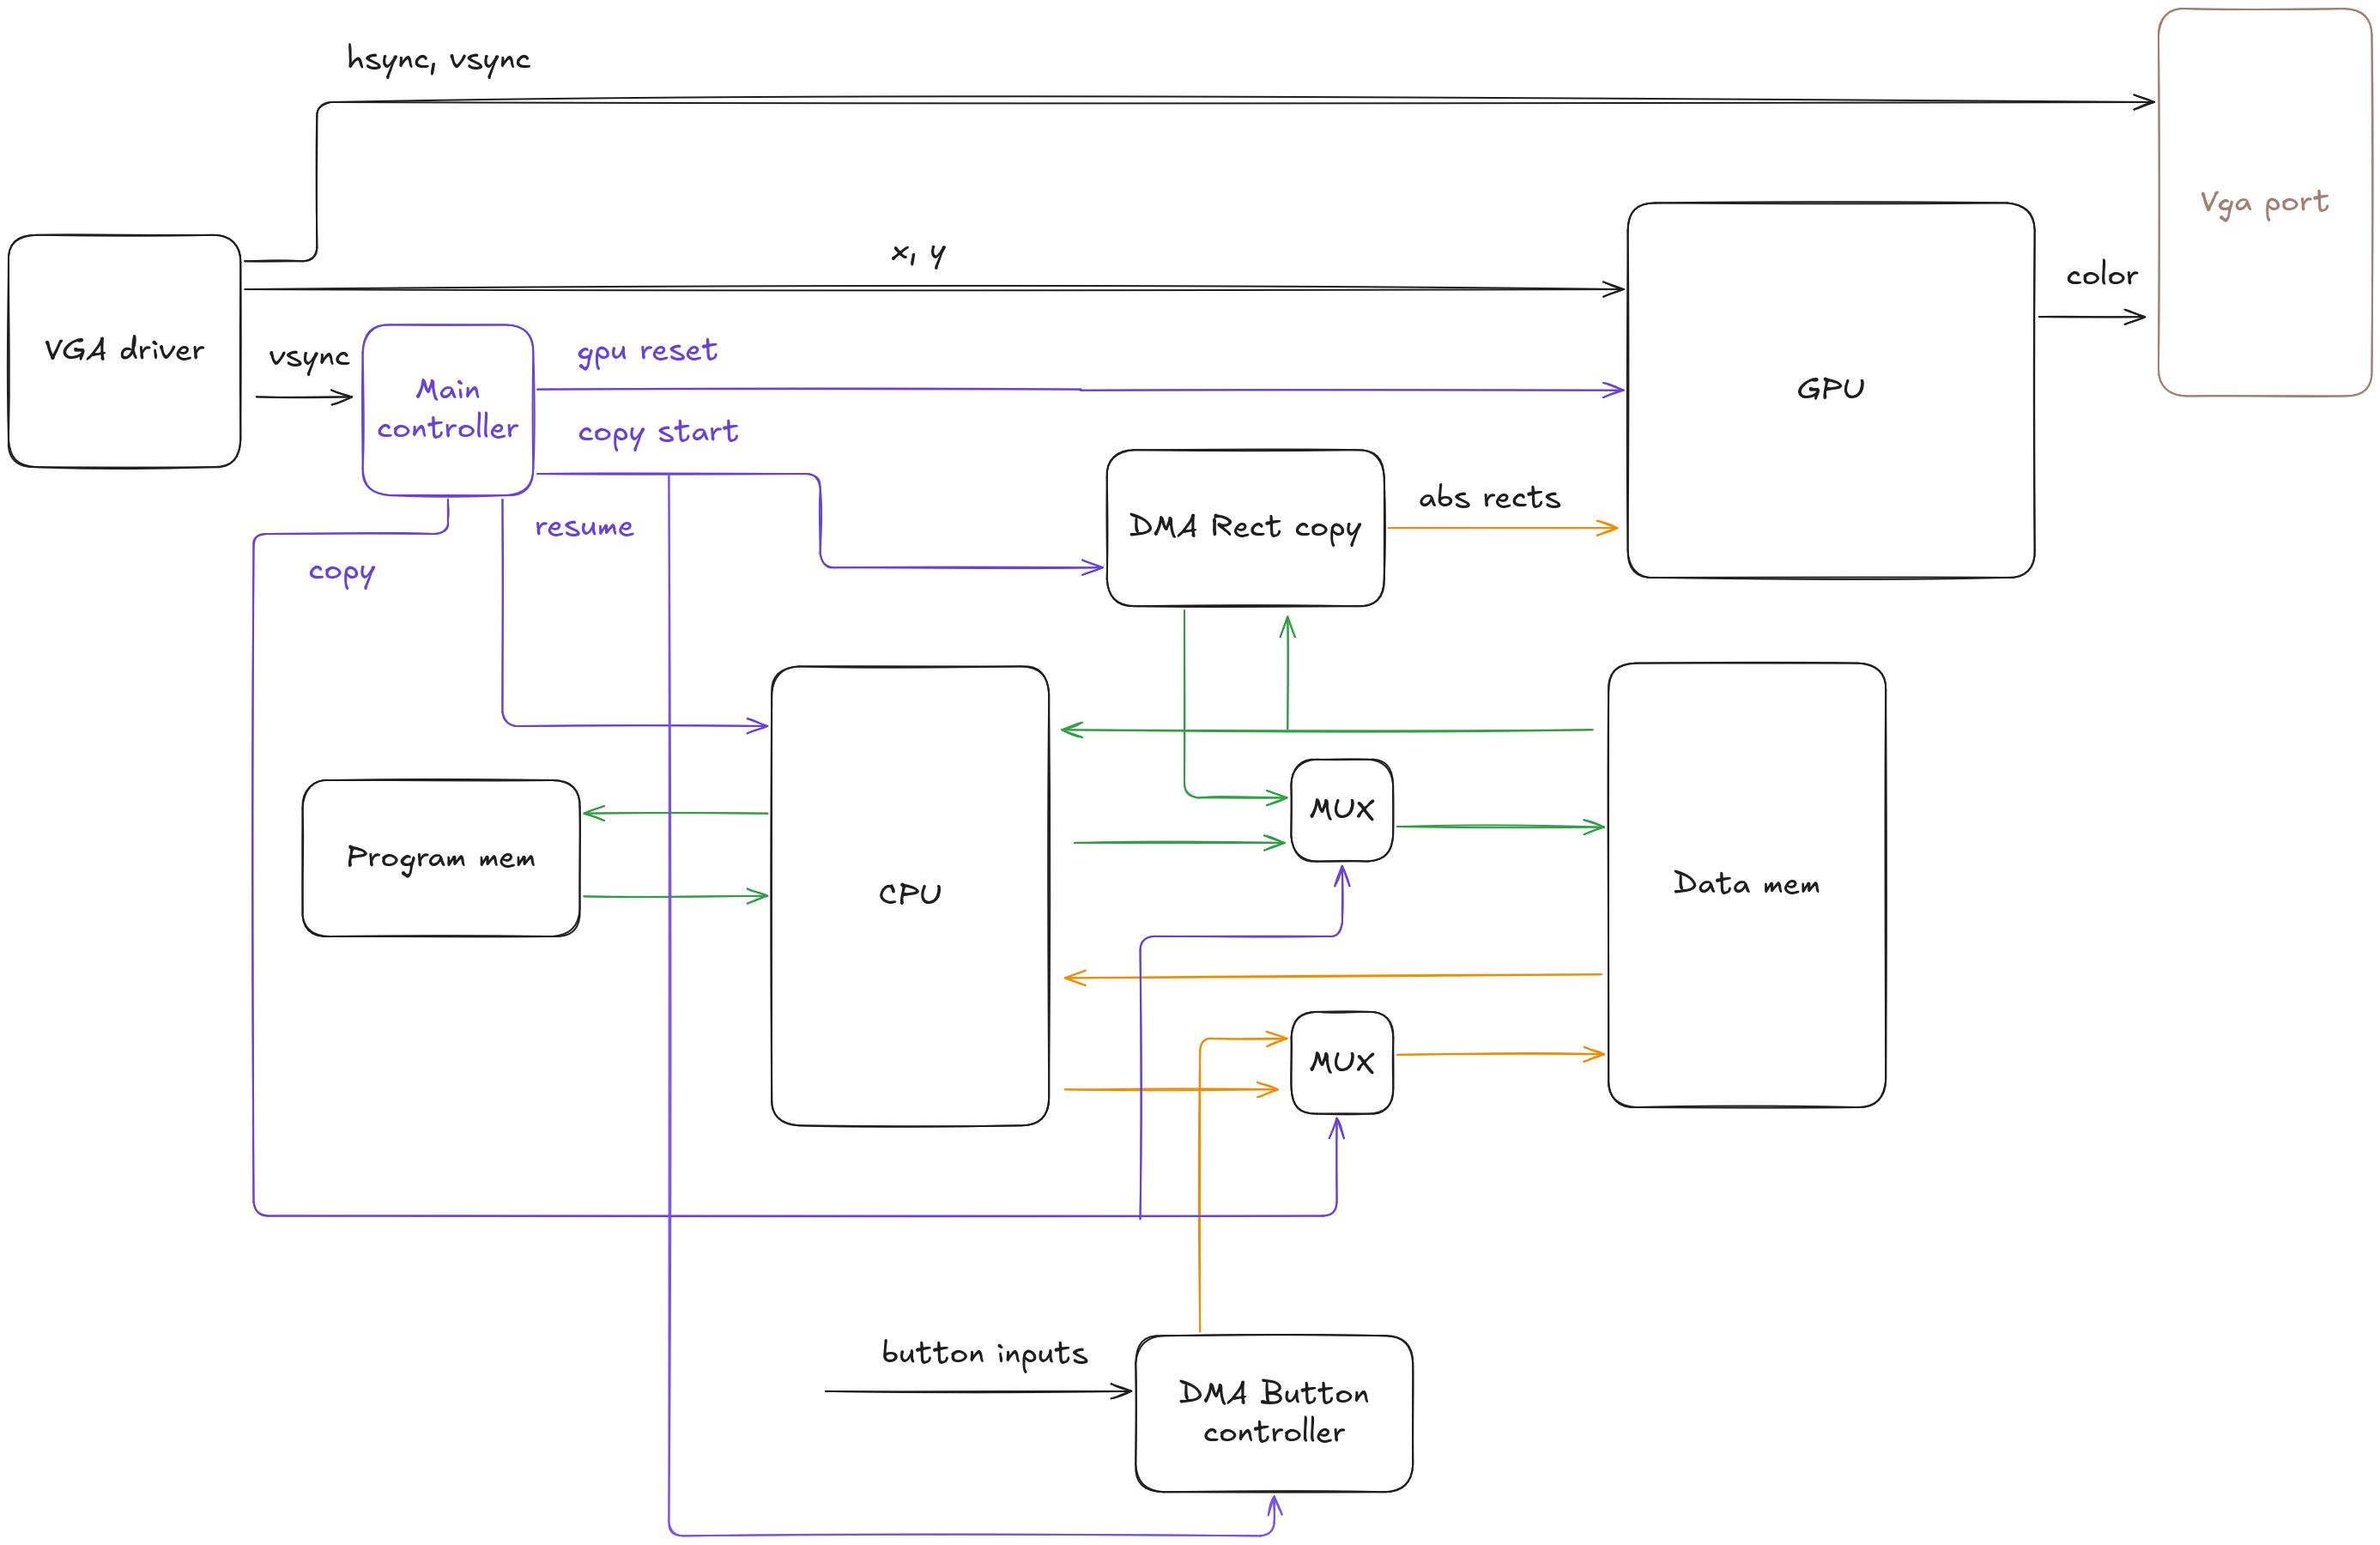 hsync, vsync
Vga port
x, y
color
VGA driver
vsync
Main
controller
gpu reset
copy start
GPU
resume
copy
DMA Rect copy
abs rects
MUX
Program mem
CPU
Data mem
MUX
button inputs
DMA Button
controller